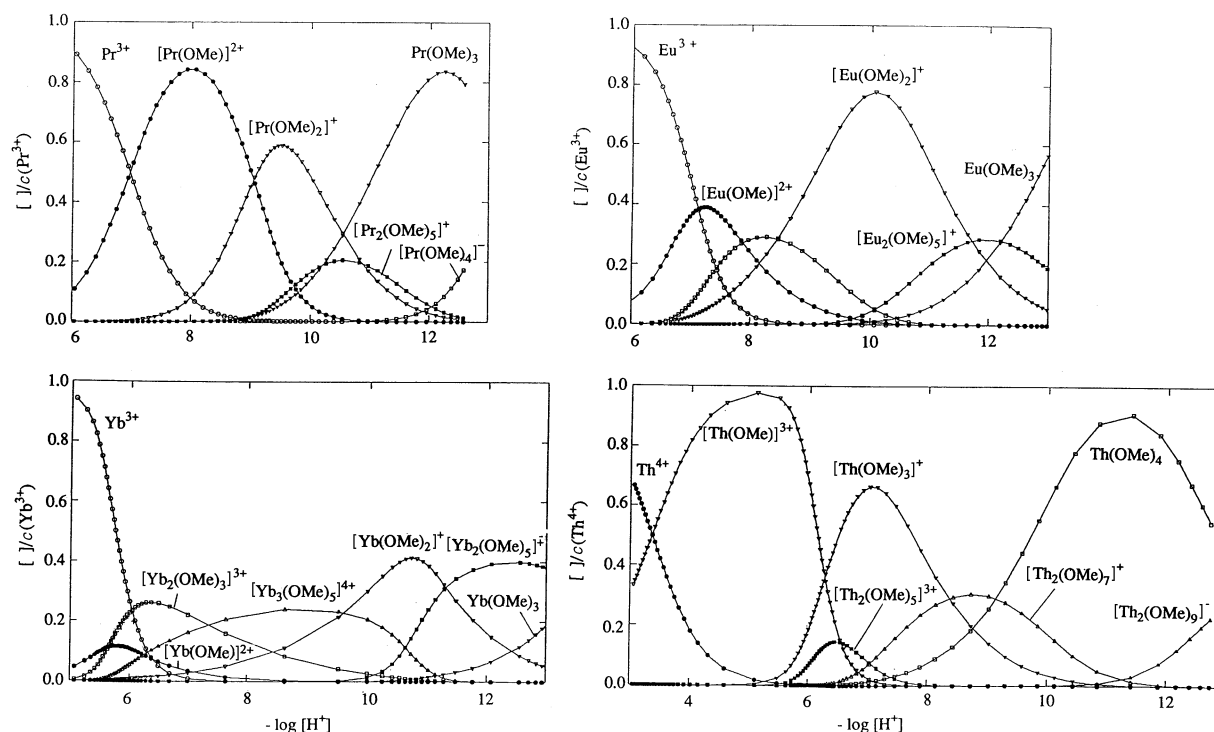 [ ]/c(Pr³⁺)
1.0
0.8
0.6
0.4
0.2
0.0
Pr³⁺
[Pr(OMe)]²⁺
Pr(OMe)₃
[Pr(OMe)₂]⁺
[Pr₂(OMe)₅]⁺
[Pr(OMe)₄]⁻
6 8 10 12
[ ]/c(Eu³⁺)
1.0
0.8
0.6
0.4
0.2
0.0
Eu³⁺
[Eu(OMe)₂]⁺
Eu(OMe)₃
[Eu(OMe)]²⁺
[Eu₂(OMe)₅]⁺
6 8 10 12
[ ]/c(Yb³⁺)
1.0
0.8
0.6
0.4
0.2
0.0
Yb³⁺
[Yb(OMe)₂]⁺
[Yb₂(OMe)₅]⁺
[Yb₂(OMe)₃]³⁺
[Yb₃(OMe)₅]⁴⁺
Yb(OMe)₃
[Yb(OMe)]²⁺
6 8 10 12
- log [H⁺]
[ ]/c(Th⁴⁺)
1.0
0.8
0.6
0.4
0.2
0.0
[Th(OMe)]³⁺
Th⁴⁺
[Th(OMe)₃]⁺
Th(OMe)₄
[Th₂(OMe)₅]³⁺
[Th₂(OMe)₇]⁺
[Th₂(OMe)₉]⁻
4 6 8 10 12
- log [H⁺]